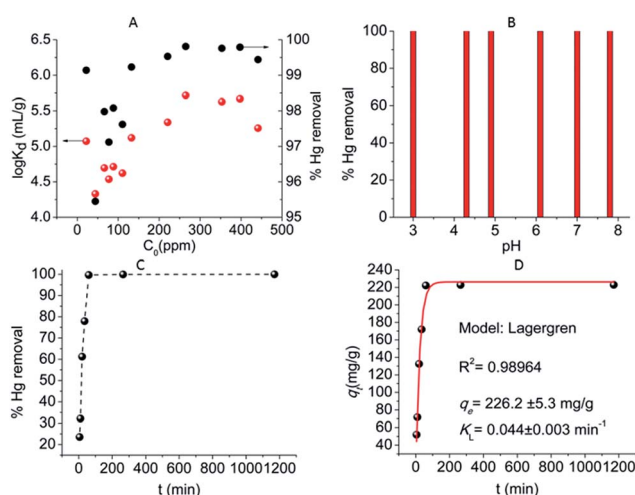 A
6.5
6.0
5.5
5.0
4.5
4.0
logK_d (mL/g)
100
99
98
97
96
95
% Hg removal
0 100 200 300 400 500
C_0(ppm)
B
100
80
60
40
20
0
% Hg removal
3 4 5 6 7 8
pH
C
100
90
80
70
60
50
40
30
20
% Hg removal
0 200 400 600 800 1000 1200
t (min)
D
220
200
180
160
140
120
100
80
60
40
q_t(mg/g)
Model: Lagergren
R²= 0.98964
q_e= 226.2 ±5.3 mg/g
K_L= 0.044±0.003 min⁻¹
0 200 400 600 800 1000 1200
t (min)